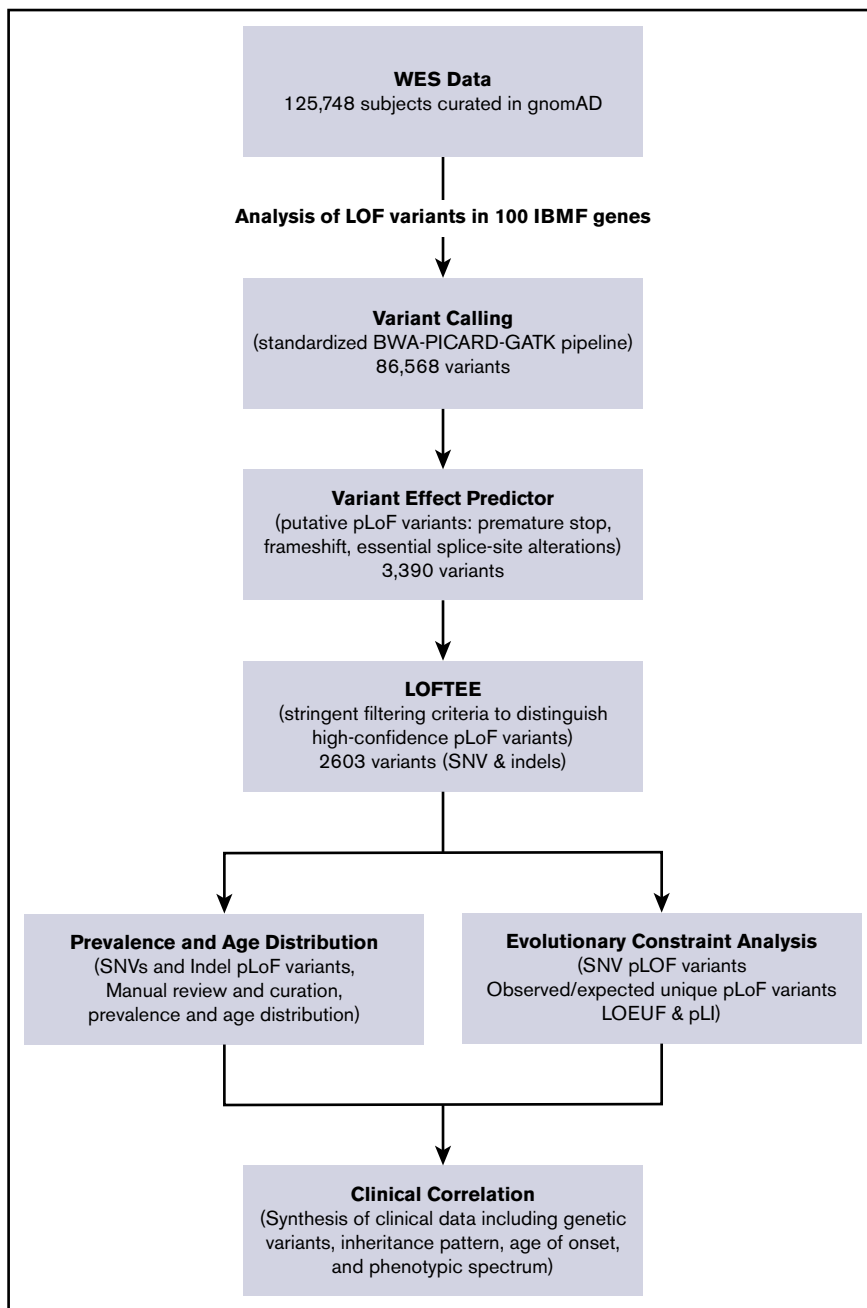 WES Data
125,748 subjects curated in gnomAD
Analysis of LOF variants in 100 IBMF genes
Variant Calling
(standardized BWA-PICARD-GATK pipeline)
86,568 variants
Variant Effect Predictor
(putative pLoF variants: premature stop,
frameshift, essential splice-site alterations)
3,390 variants
LOFTEE
(stringent filtering criteria to distinguish
high-confidence pLoF variants)
2603 variants (SNV & indels)
Prevalence and Age Distribution
(SNVs and Indel pLoF variants,
Manual review and curation,
prevalence and age distribution)
Evolutionary Constraint Analysis
(SNV pLOF variants
Observed/expected unique pLoF variants
LOEUF & pLI)
Clinical Correlation
(Synthesis of clinical data including genetic
variants, inheritance pattern, age of onset,
and phenotypic spectrum)